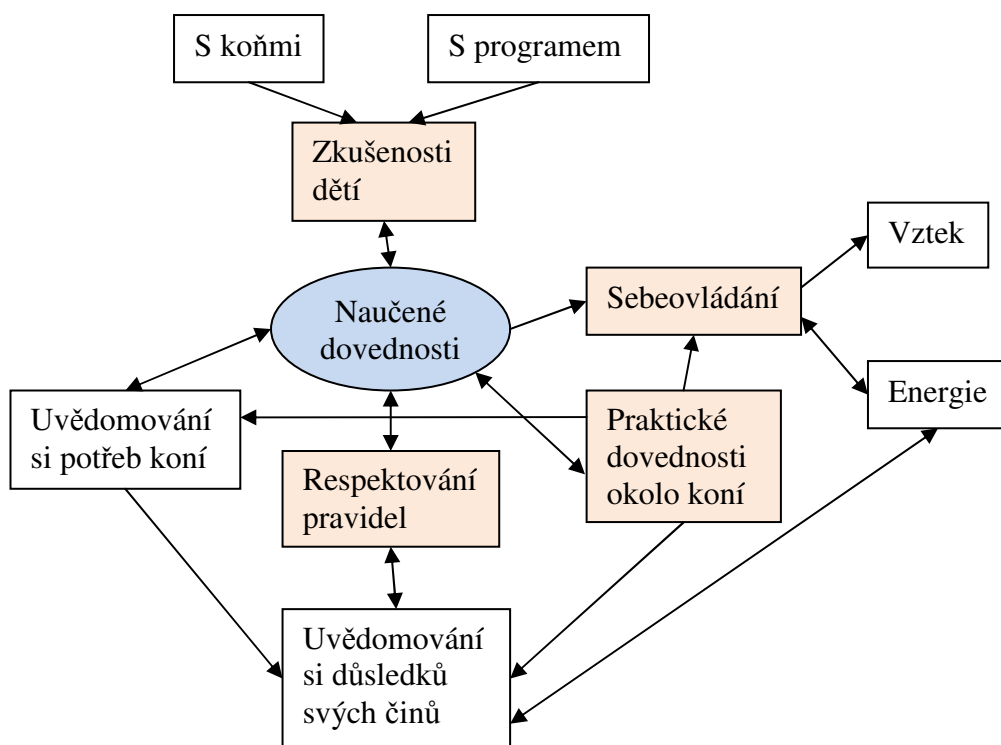 S koňmi
S programem
Zkušenosti
dětí
Vztek
Sebeovládání
Naučené
dovednosti
Energie
Uvědomování
si potřeb koní
Praktické
dovednosti
okolo koní
Respektování
pravidel
Uvědomování
si důsledků
svých činů